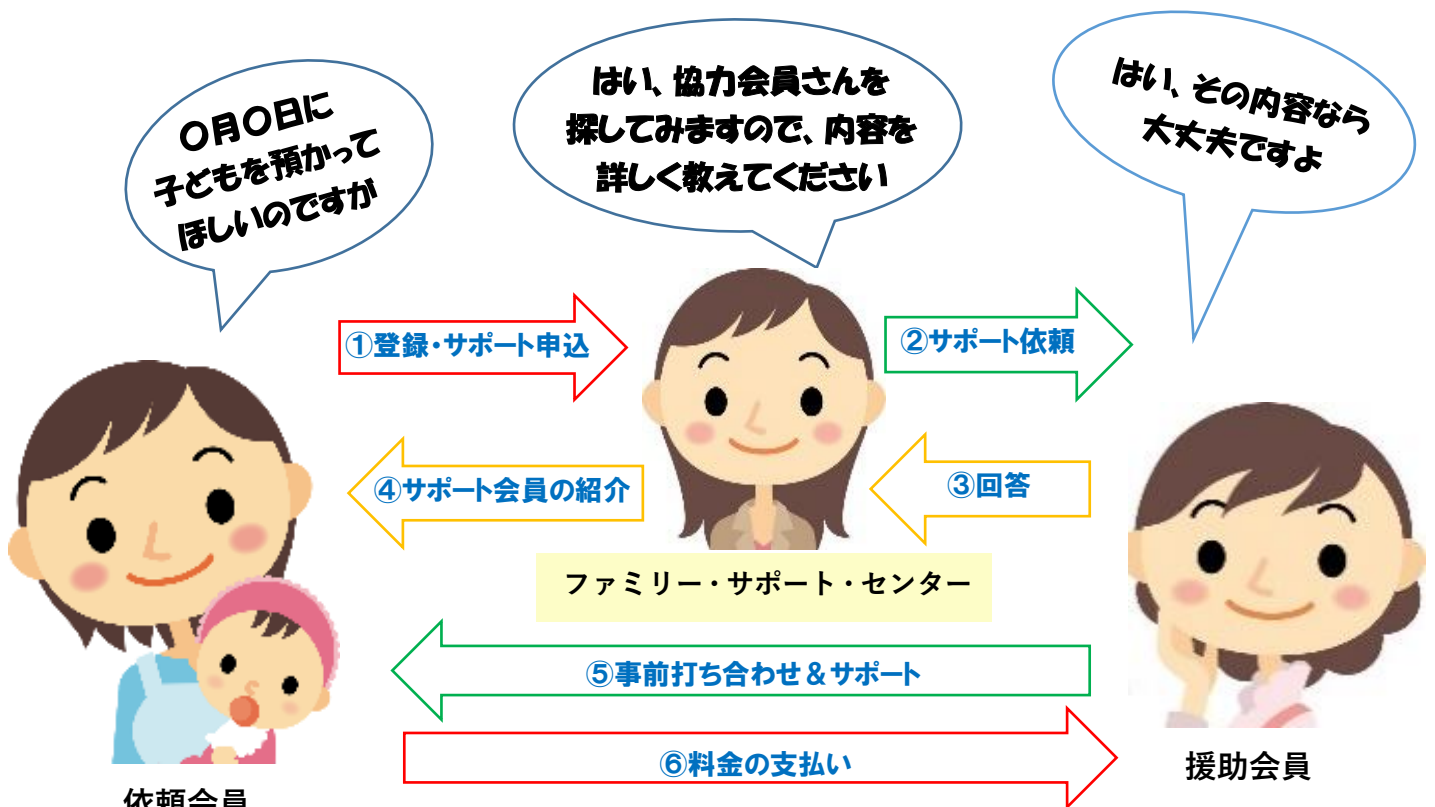 〇月〇日に
子どもを預かって
ほしいのですが
はい、協力会員さんを
探してみますので、内容を
詳しく教えてください
はい、その内容なら
大丈夫ですよ
①登録・サポート申込
②サポート依頼
④サポート会員の紹介
③回答
ファミリー・サポート・センター
⑤事前打ち合わせ＆サポート
⑥料金の支払い
援助会員
依頼会員